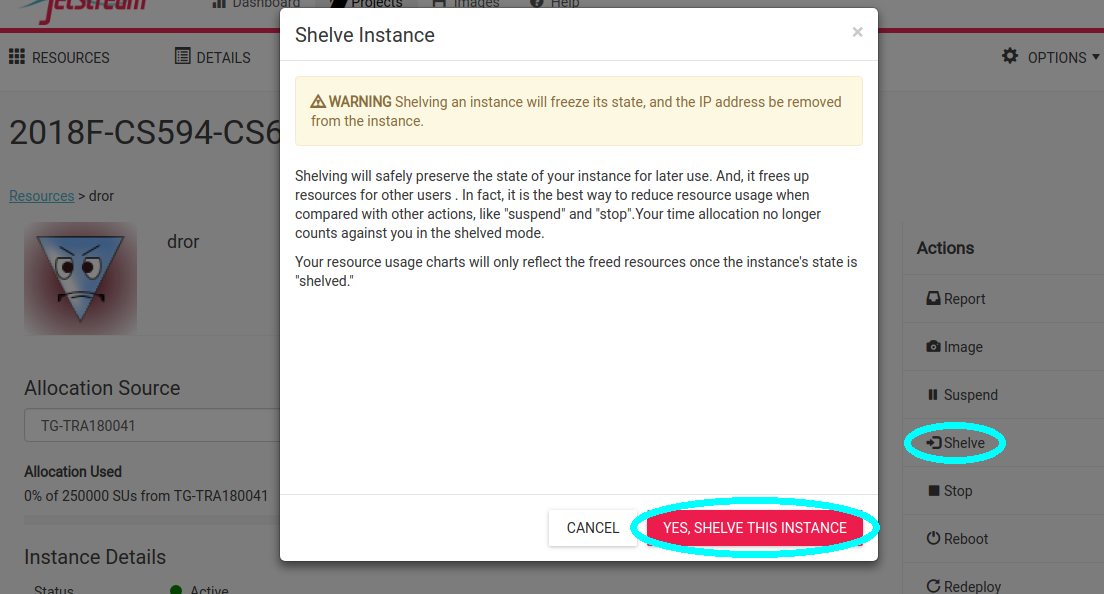 Jetstream
Dashboard Projects Images Help
RESOURCES DETAILS OPTIONS
2018F-CS594-CS6
Resources > dror
dror
Allocation Source
TG-TRA180041
Allocation Used
0% of 250000 SUs from TG-TRA180041
Instance Details
Status Active
Shelve Instance
×
WARNING Shelving an instance will freeze its state, and the IP address be removed
from the instance.
Shelving will safely preserve the state of your instance for later use. And, it frees up
resources for other users . In fact, it is the best way to reduce resource usage when
compared with other actions, like "suspend" and "stop".Your time allocation no longer
counts against you in the shelved mode.
Your resource usage charts will only reflect the freed resources once the instance's state is
"shelved."
CANCEL YES, SHELVE THIS INSTANCE
Actions
Report
Image
Suspend
Shelve
Stop
Reboot
Redeploy